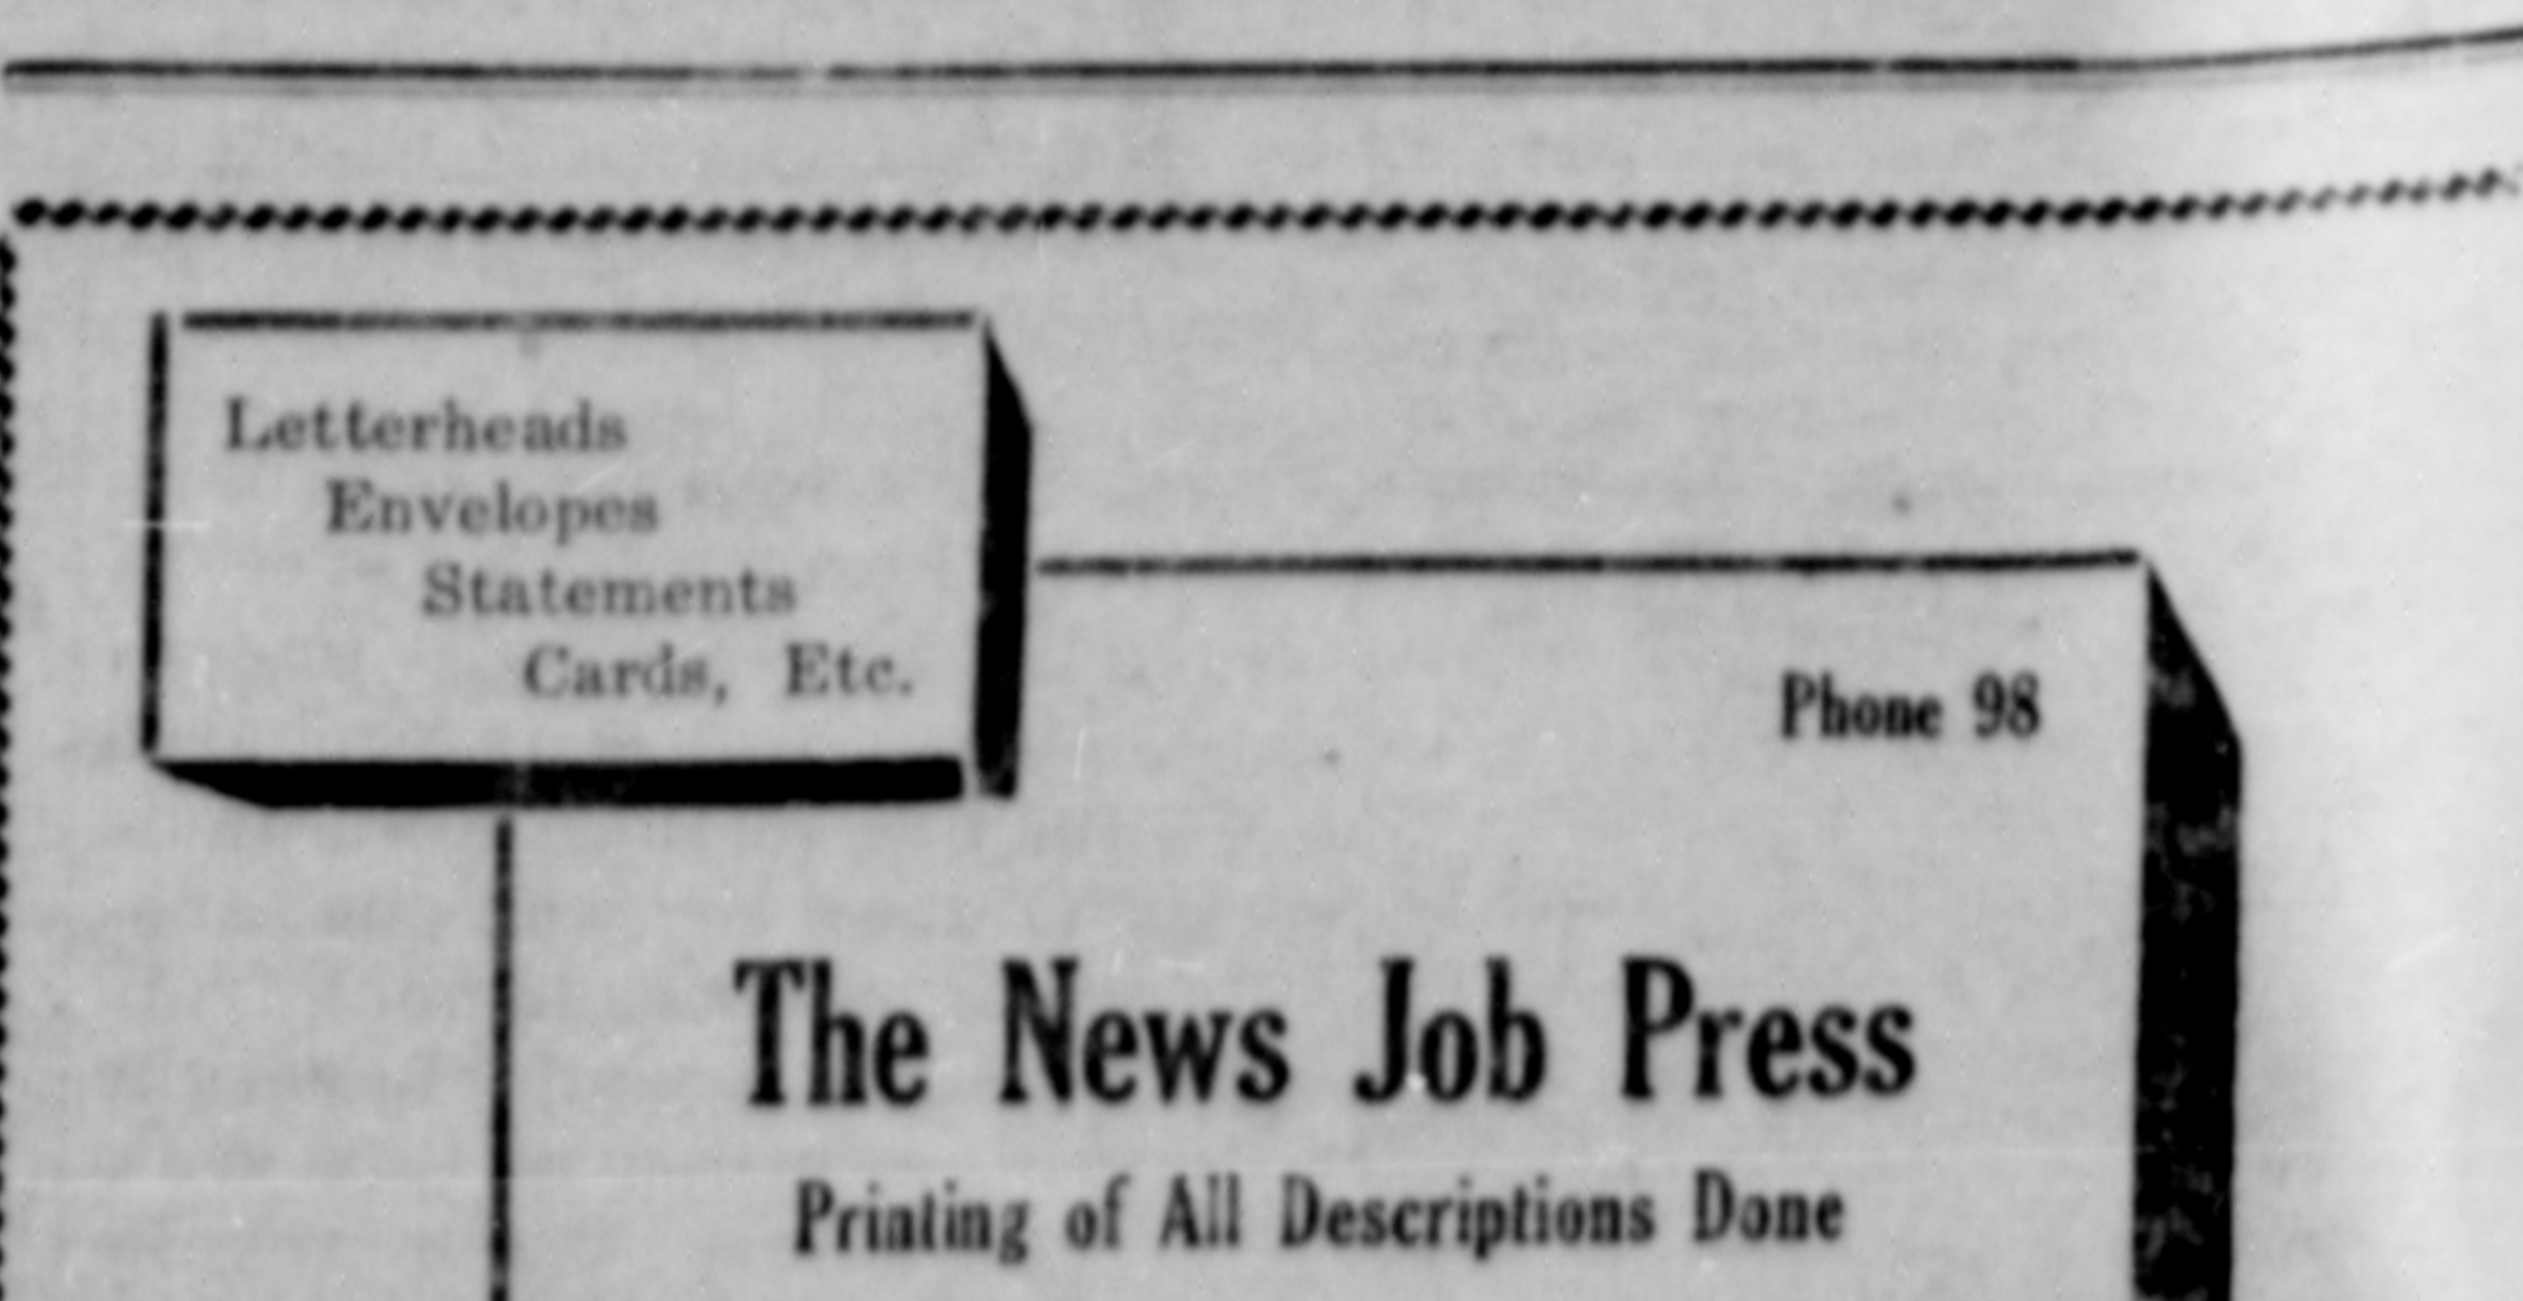 Letterheads
Envelopes
Statements
Cards, Etc.
Phone 98
The News Job Press
Printing of All Descriptions Done